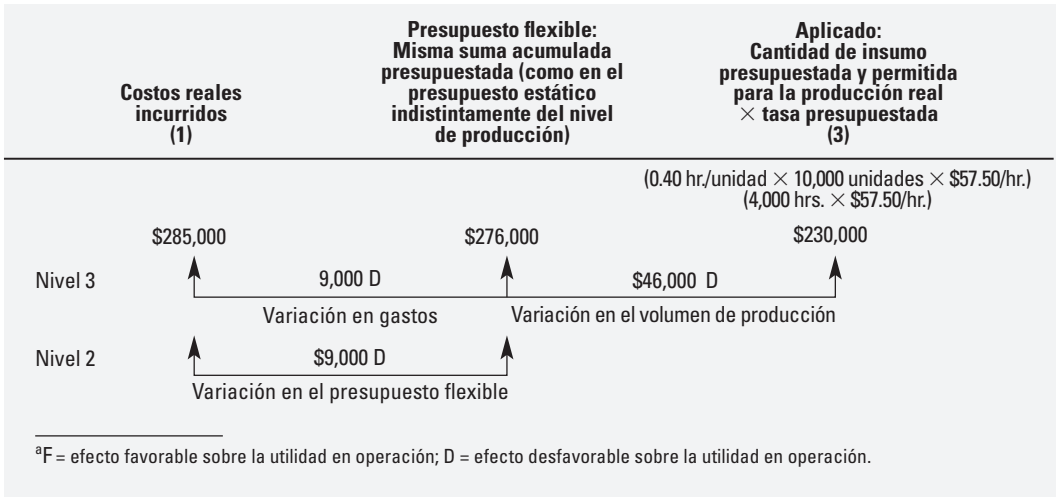 Costos reales
incurridos
(1)
Presupuesto flexible:
Misma suma acumulada
presupuestada (como en el
presupuesto estático
indistintamente del nivel
de producción)
Aplicado:
Cantidad de insumo
presupuestada y permitida
para la producción real
× tasa presupuestada
(3)
(0.40 hr./unidad × 10,000 unidades × $57.50/hr.)
(4,000 hrs. × $57.50/hr.)
$285,000 $276,000 $230,000
Nivel 3 9,000 D $46,000 D
Variación en gastos Variación en el volumen de producción
Nivel 2 $9,000 D
Variación en el presupuesto flexible
aF = efecto favorable sobre la utilidad en operación; D = efecto desfavorable sobre la utilidad en operación.